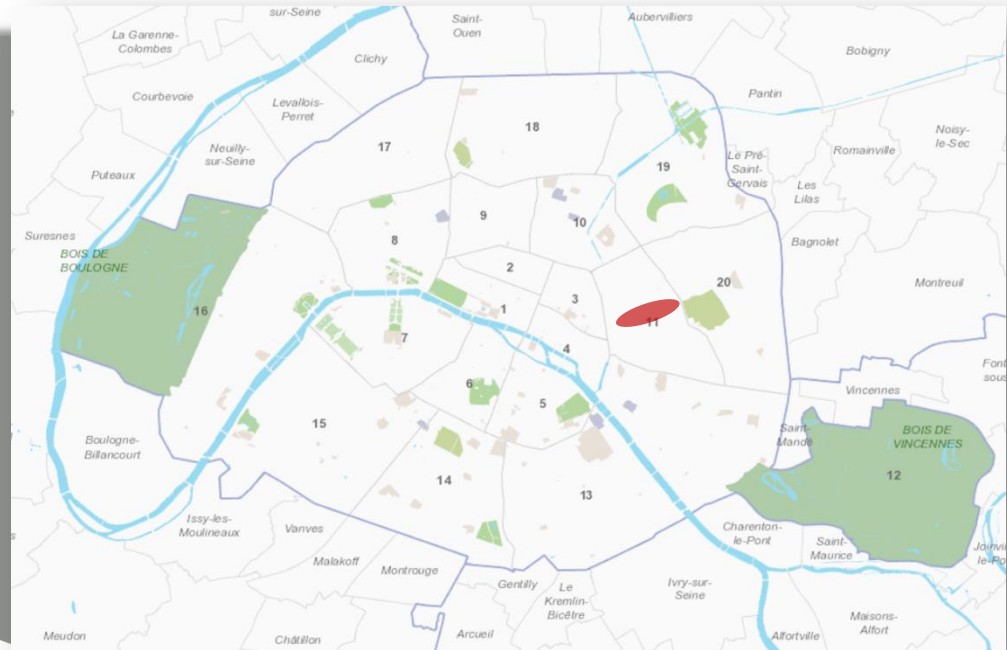 sur-Seine
Saint-
Ouen
Aubervilliers
La Garenne-
Colombes
Clichy
Bobigny
Courbevoie
Levallois-
Perret
Pantin
Neuilly-
sur-Seine
17
18
Noisy-
le-Sec
Romainville
Puteaux
19
Le Pré-
Saint-
Gervais
Les
Lilas
Suresnes
9
10
8
Bagnolet
BOIS DE
BOULOGNE
2
20
Montreuil
3
16
1
11
7
4
6
5
Vincennes
15
Saint-
Mandé
BOIS DE
VINCENNES
Boulogne-
Billancourt
14
13
12
Issy-les-
Moulineaux
Vanves
Charenton-
le-Pont
Saint-
Maurice
Malakoff
Montrouge
Gentilly
Le
Kremlin-
Bicêtre
Ivry-sur-
Seine
Maisons-
Alfort
Meudon
Châtillon
Arcueil
Alfortville